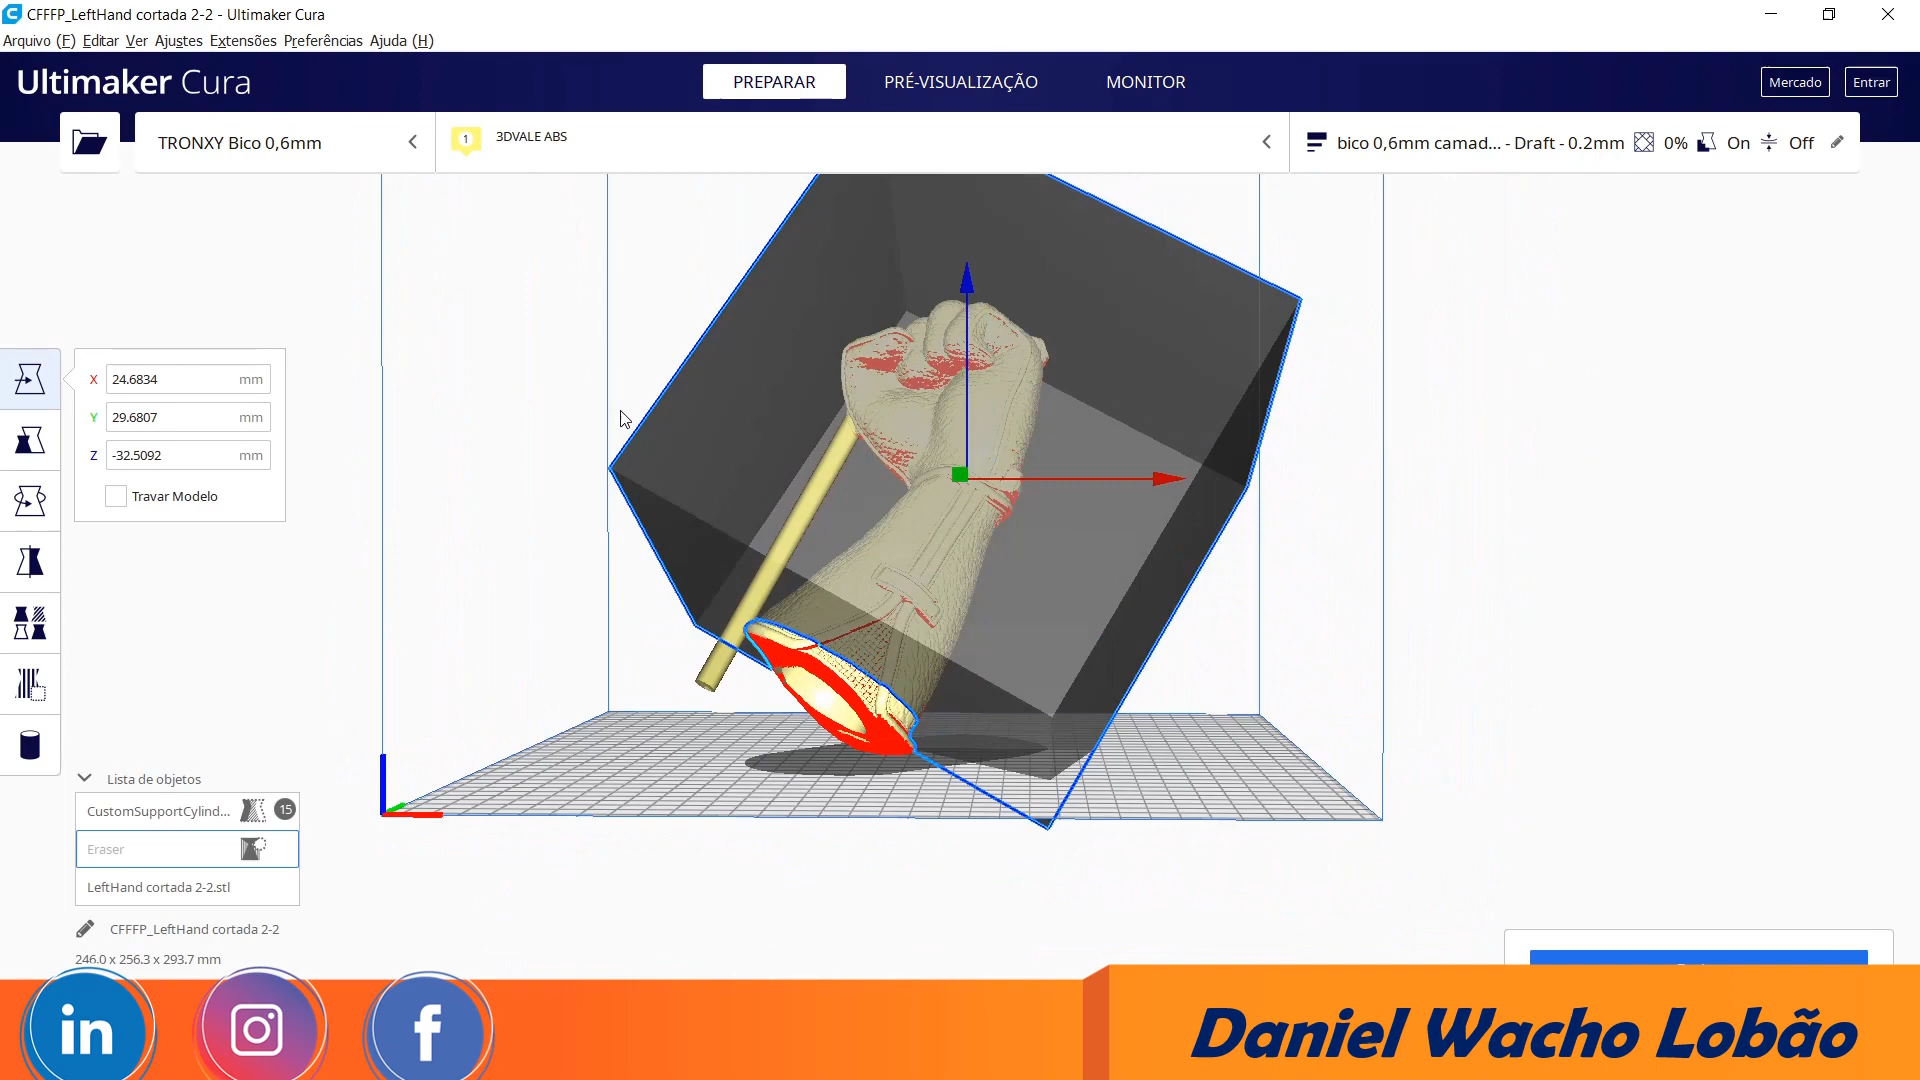 CFFFP_LeftHand cortada 2-2 - Ultimaker Cura
Arquivo (F) Editar Ver Ajustes Extensões Preferências Ajuda (H)
Ultimaker Cura
PREPARAR
PRÉ-VISUALIZAÇÃO
MONITOR
Mercado
Entrar
TRONXY Bico 0,6mm
1
3DVALE ABS
bico 0,6mm camad... - Draft - 0.2mm
0%
On
Off
X 24.6834 mm
Y 29.6807 mm
Z -32.5092 mm
Travar Modelo
Lista de objetos
CustomSupportCylind... 15
Eraser
LeftHand cortada 2-2.stl
CFFFP_LeftHand cortada 2-2
246.0 x 256.3 x 293.7 mm
in
f
Daniel Wacho Lobão